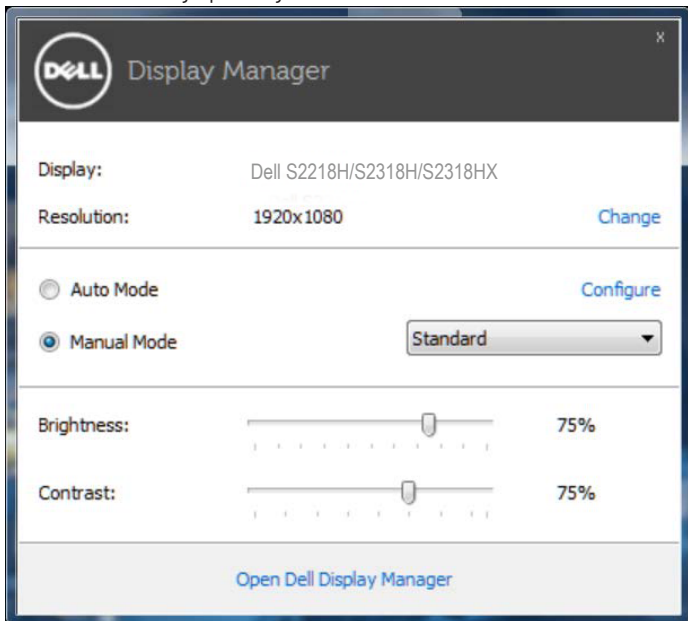 DELL Display Manager
x
Display: Dell S2218H/S2318H/S2318HX
Resolution: 1920x1080 Change
Auto Mode Configure
Manual Mode Standard
Brightness: 75%
Contrast: 75%
Open Dell Display Manager